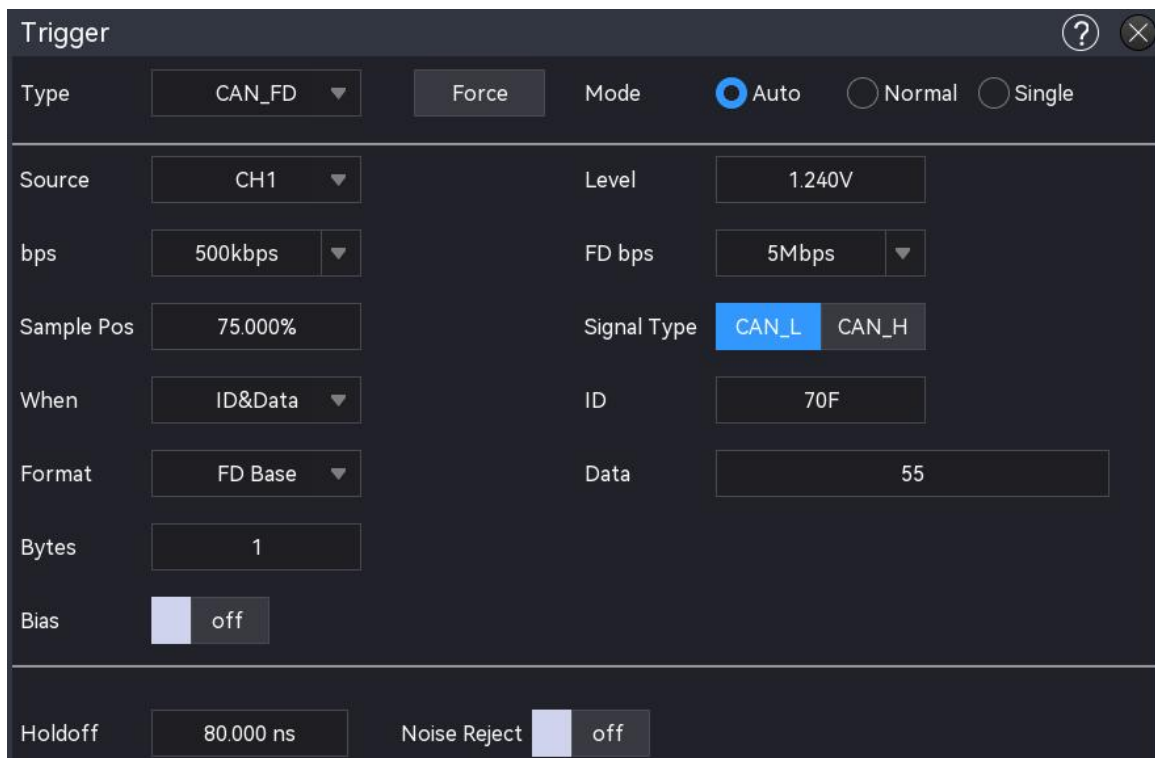 Trigger ?
Type CAN_FD Force Mode Auto Normal Single
Source CH1 Level 1.240V
bps 500kbps FD bps 5Mbps
Sample Pos 75.000% Signal Type CAN_L CAN_H
When ID&Data ID 70F
Format FD Base Data 55
Bytes 1
Bias off
Holdoff 80.000 ns Noise Reject off